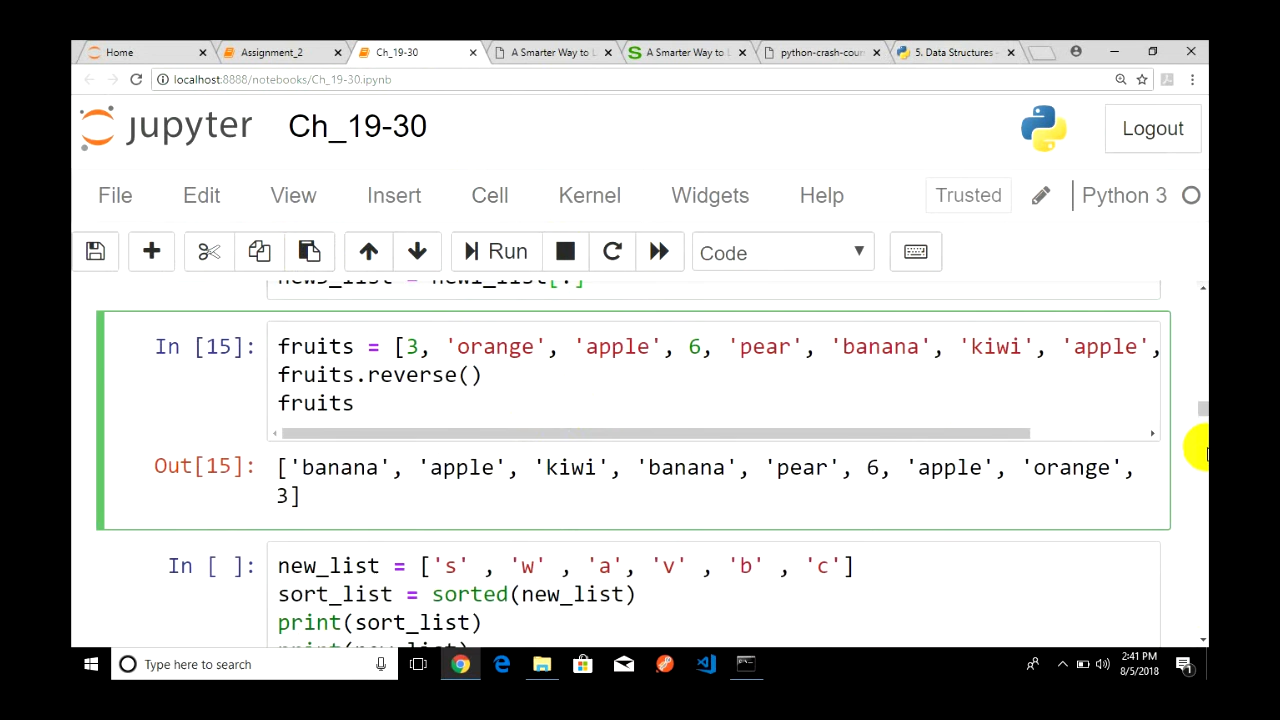 Home
Assignment_2
Ch_19-30
A Smarter Way to L
A Smarter Way to L
python-crash-cou
5. Data Structures -
localhost:8888/notebooks/Ch_19-30.ipynb
jupyter Ch_19-30
Logout
File Edit View Insert Cell Kernel Widgets Help
Trusted
Python 3
Run
Code
In [15]:
fruits = [3, 'orange', 'apple', 6, 'pear', 'banana', 'kiwi', 'apple',
fruits.reverse()
fruits
Out[15]:
['banana', 'apple', 'kiwi', 'banana', 'pear', 6, 'apple', 'orange',
3]
In [ ]:
new_list = ['s' , 'w' , 'a', 'v' , 'b' , 'c']
sort_list = sorted(new_list)
print(sort_list)
Type here to search
2:41 PM
8/5/2018
1